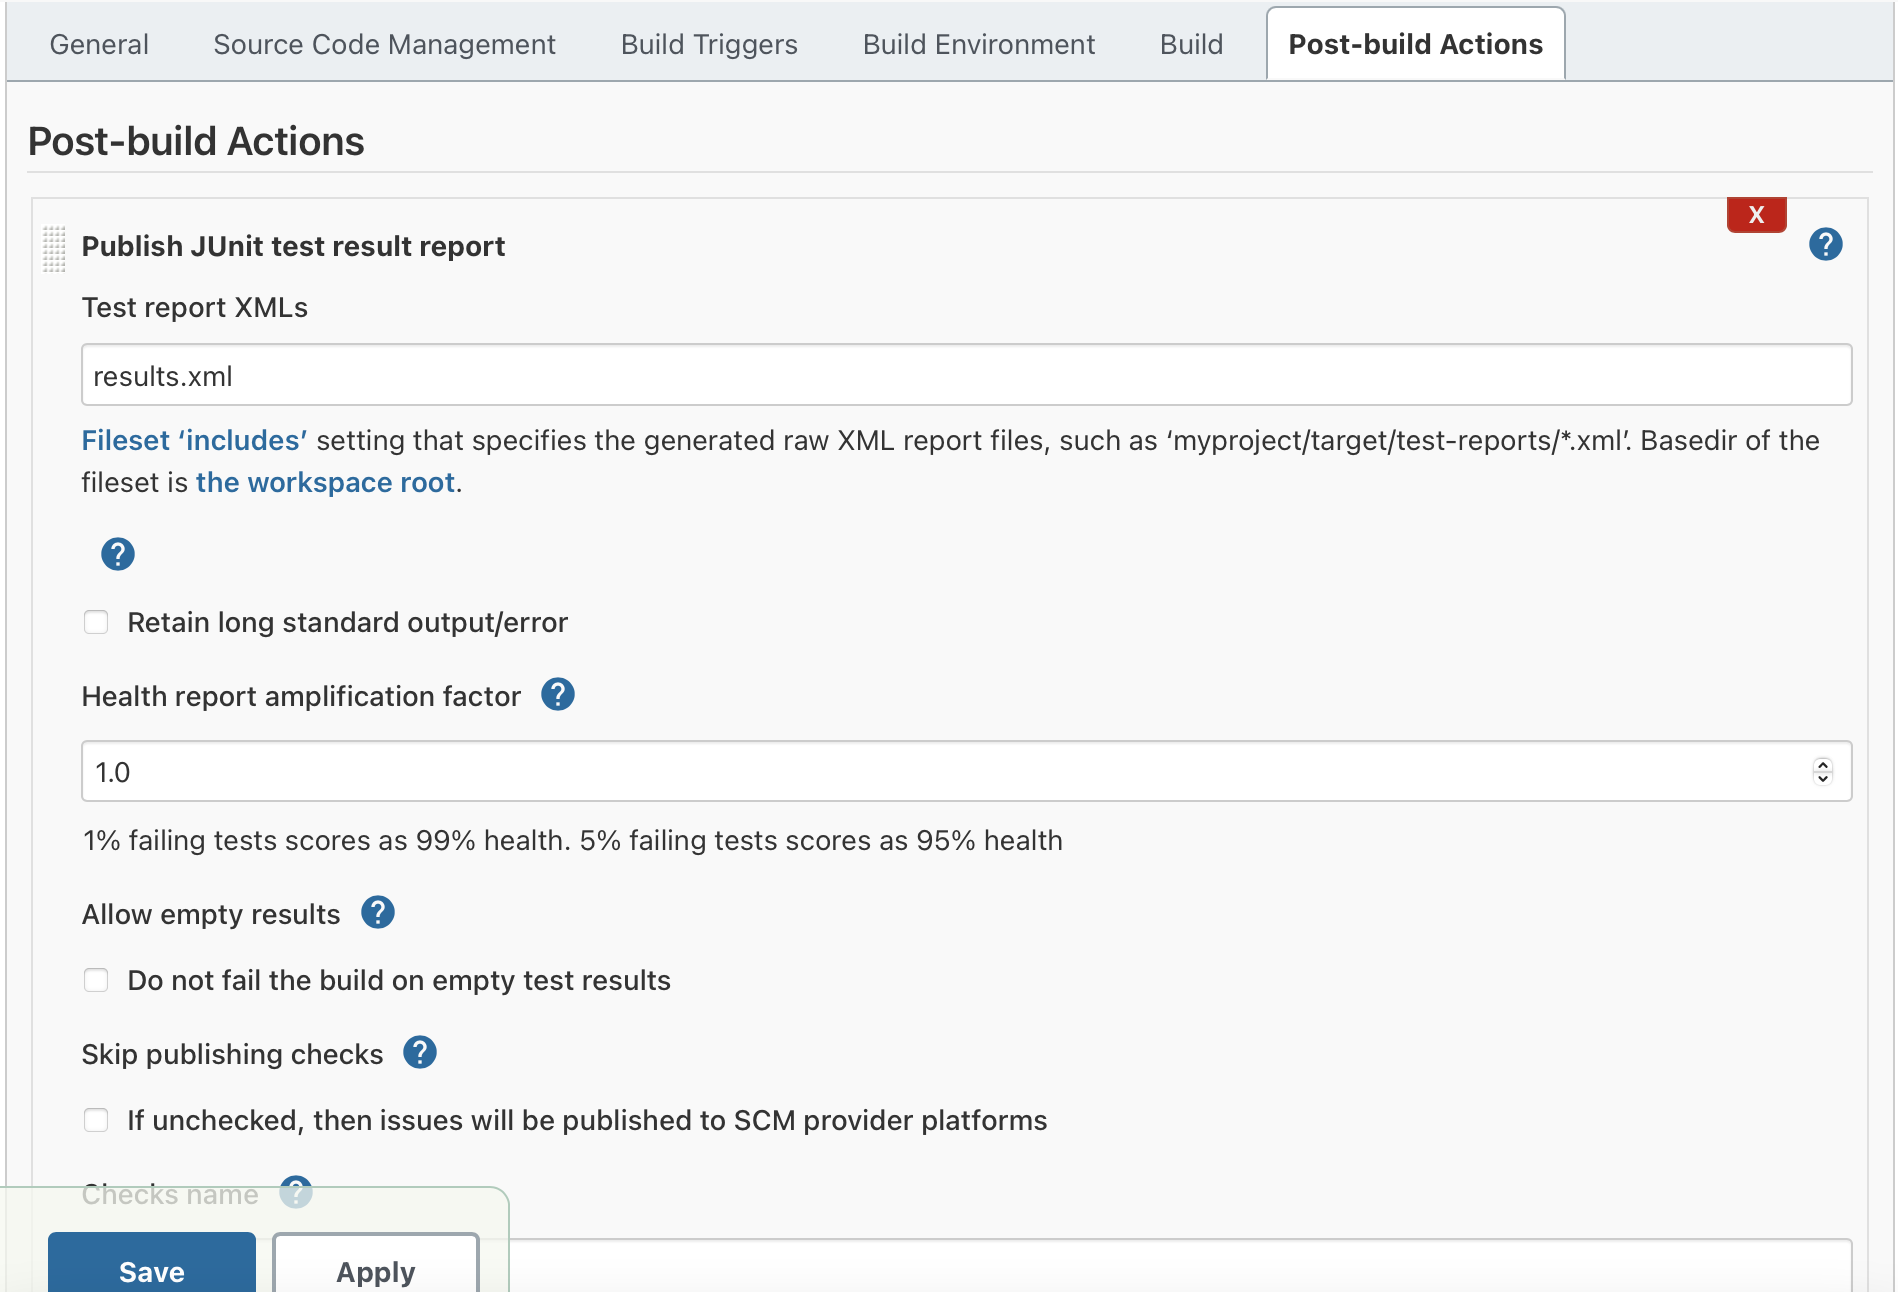 General Source Code Management Build Triggers Build Environment Build Post-build Actions
Post-build Actions
X
Publish JUnit test result report ?
Test report XMLs
results.xml
Fileset ‘includes’ setting that specifies the generated raw XML report files, such as ‘myproject/target/test-reports/*.xml’. Basedir of the
fileset is the workspace root.
?
Retain long standard output/error
Health report amplification factor ?
1.0
1% failing tests scores as 99% health. 5% failing tests scores as 95% health
Allow empty results ?
Do not fail the build on empty test results
Skip publishing checks ?
If unchecked, then issues will be published to SCM provider platforms
Checks name ?
Save Apply